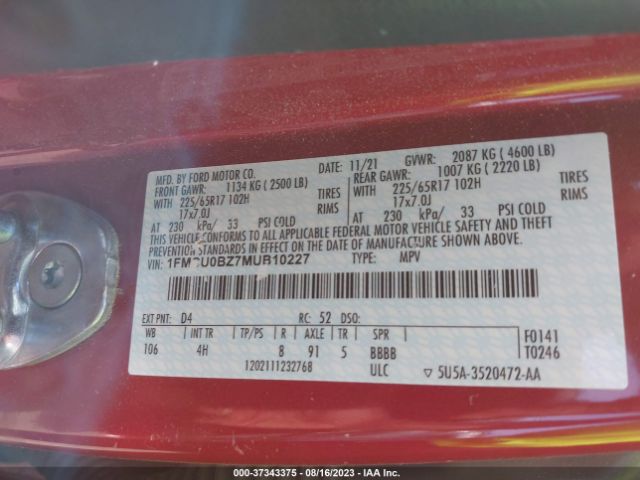 MFD. BY FORD MOTOR CO. 11/21 GVWR: 2087 KG ( 4600 LB)
FRONT GAWR: 1134 KG ( 2500 LB) REAR GAWR: 1007 KG ( 2220 LB)
WITH 225/65R17 102H TIRES WITH 225/65R17 102H TIRES
17x7.0J RIMS 17x7.0J RIMS
AT 230 kPa/ 33 PSI COLD AT 230 kPa/ 33 PSI COLD
THIS VEHICLE CONFORMS TO ALL APPLICABLE FEDERAL MOTOR VEHICLE SAFETY AND THEFT
PREVENTION STANDARDS IN EFFECT ON THE DATE OF MANUFACTURE SHOWN ABOVE.
VIN: 1FMCU0BZ7MUB10227 TYPE: MPV
EXT PNT: D4 RC: 52 DSO:
WB INT TR TP/PS R AXLE TR SPR F0141
106 4H 8 91 5 BBBB T0246
1202111232768 ULC ▽ 5U5A-3520472-AA
000-37343375 - 08/16/2023 - IAA Inc.